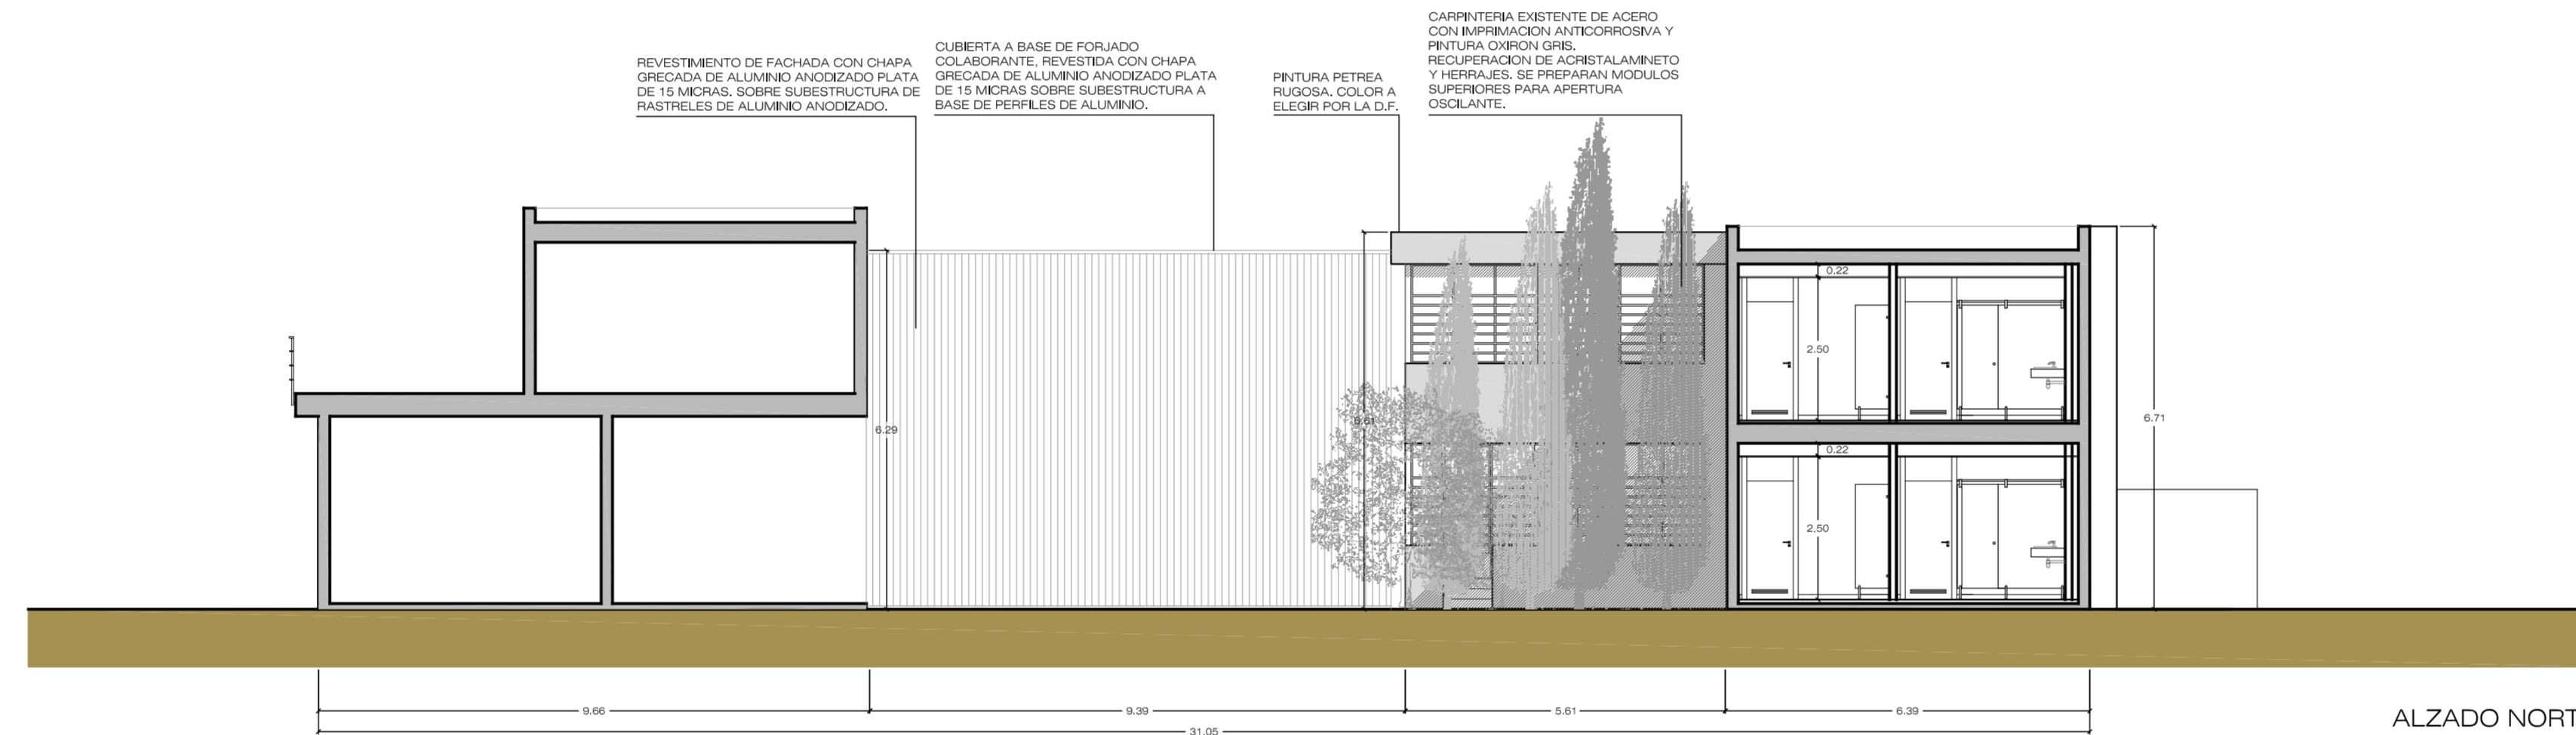 REVESTIMIENTO DE FACHADA CON CHAPA
GRECADA DE ALUMINIO ANODIZADO PLATA
DE 15 MICRAS. SOBRE SUBESTRUCTURA DE
RASTRELES DE ALUMINIO ANODIZADO.
CUBIERTA A BASE DE FORJADO
COLABORANTE, REVESTIDA CON CHAPA
GRECADA DE ALUMINIO ANODIZADO PLATA
DE 15 MICRAS SOBRE SUBESTRUCTURA A
BASE DE PERFILES DE ALUMINIO.
PINTURA PETREA
RUGOSA. COLOR A
ELEGIR POR LA D.F.
CARPINTERIA EXISTENTE DE ACERO
CON IMPRIMACION ANTICORROSIVA Y
PINTURA OXIRON GRIS.
RECUPERACION DE ACRISTALAMINETO
Y HERRAJES. SE PREPARAN MODULOS
SUPERIORES PARA APERTURA
OSCILANTE.
0.22
2.50
6.29
6.61
6.71
0.22
2.50
9.66
9.39
5.61
6.39
31.05
ALZADO NORT